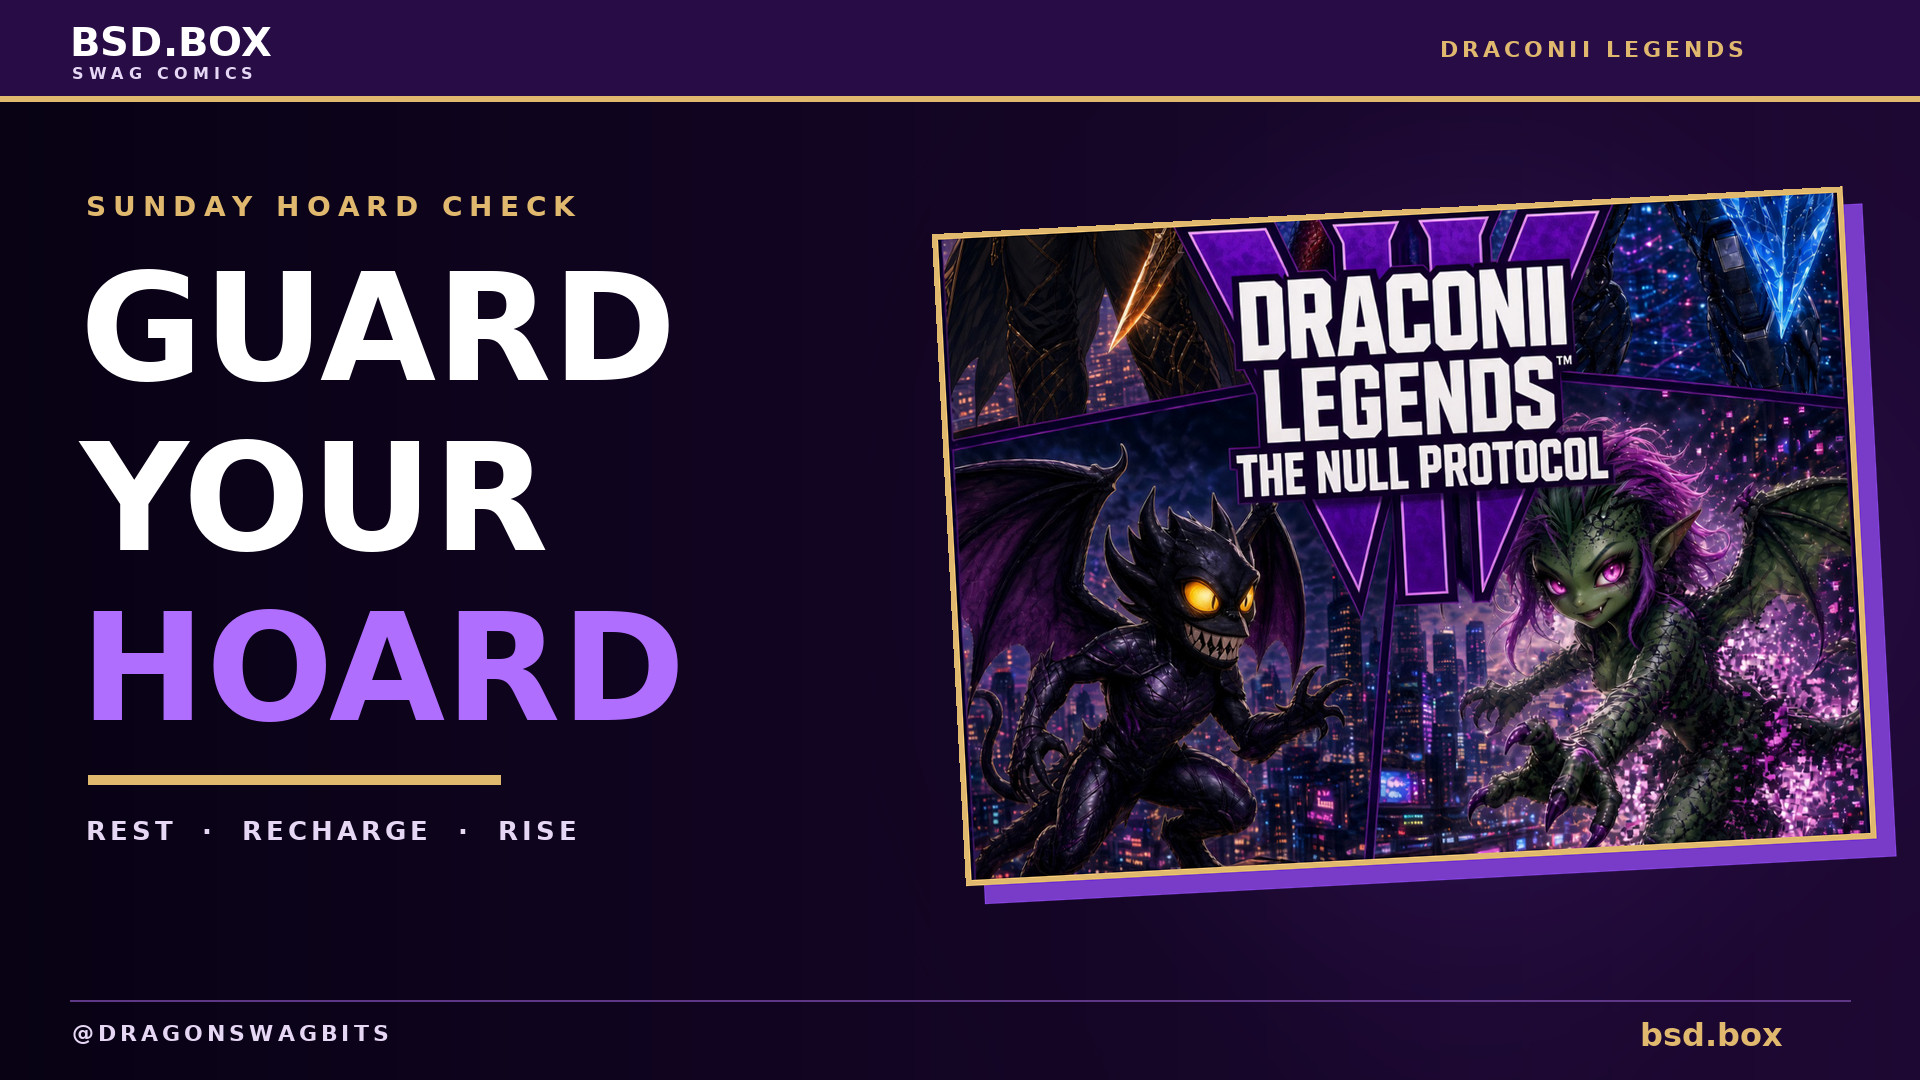 BSD.BOX
SWAG COMICS
DRACONII LEGENDS
SUNDAY HOARD CHECK
GUARD
YOUR
HOARD
REST · RECHARGE · RISE
DRACONII
LEGENDS™
THE NULL PROTOCOL
@DRAGONSWAGBITS
bsd.box